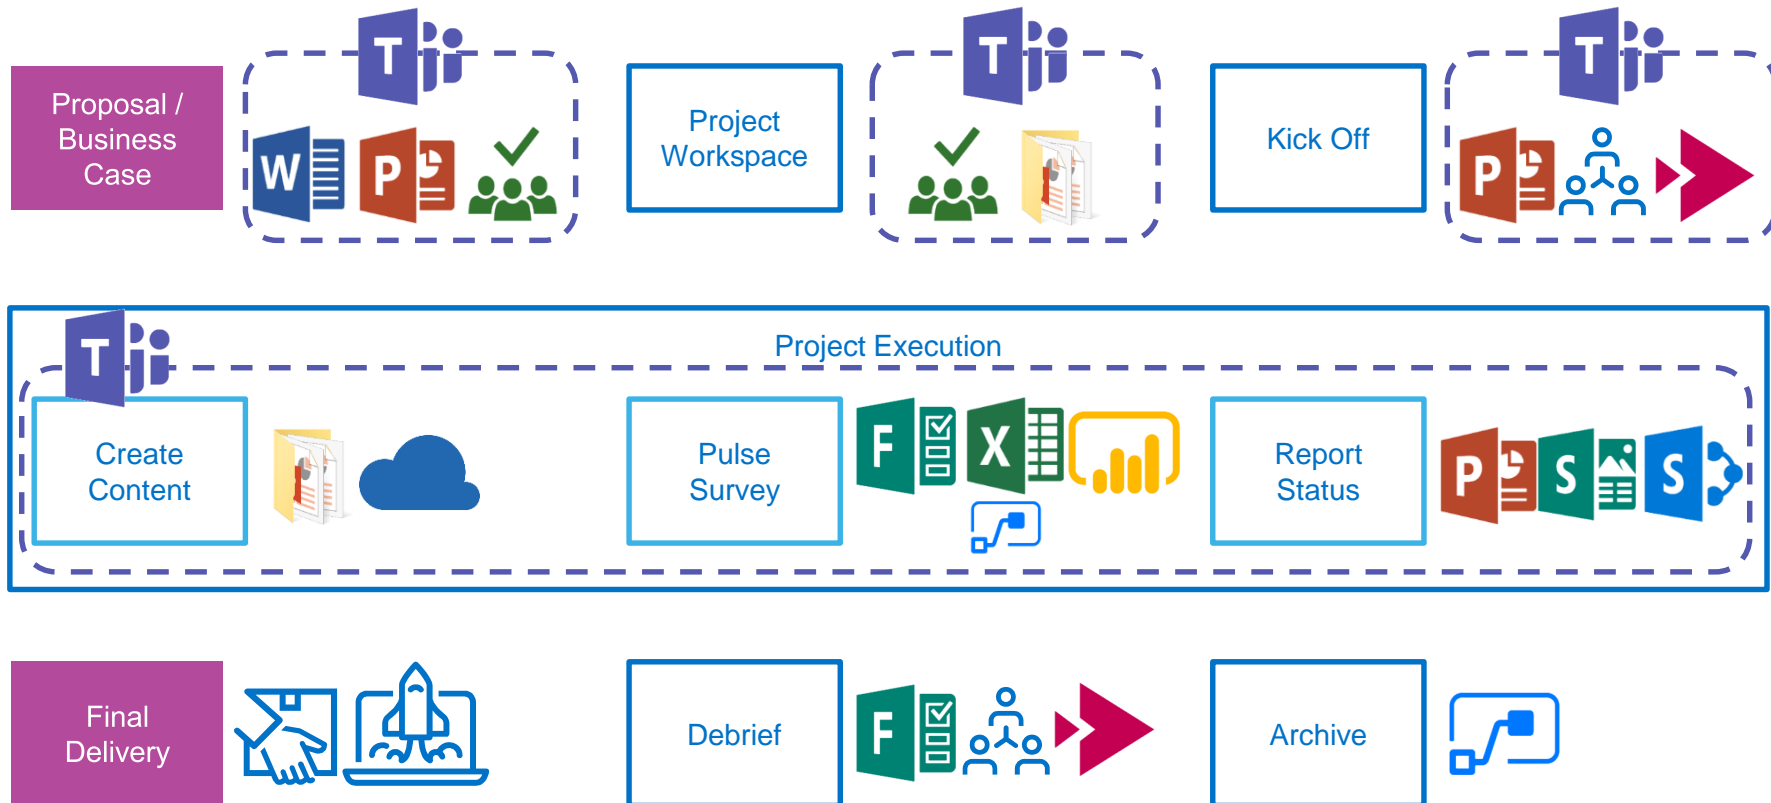 Proposal /
Business
Case
T
W
P
Project
Workspace
T
Kick Off
T
P
Project Execution
T
Create
Content
Pulse
Survey
F
X
Report
Status
P
S
S
Final
Delivery
Debrief
F
Archive